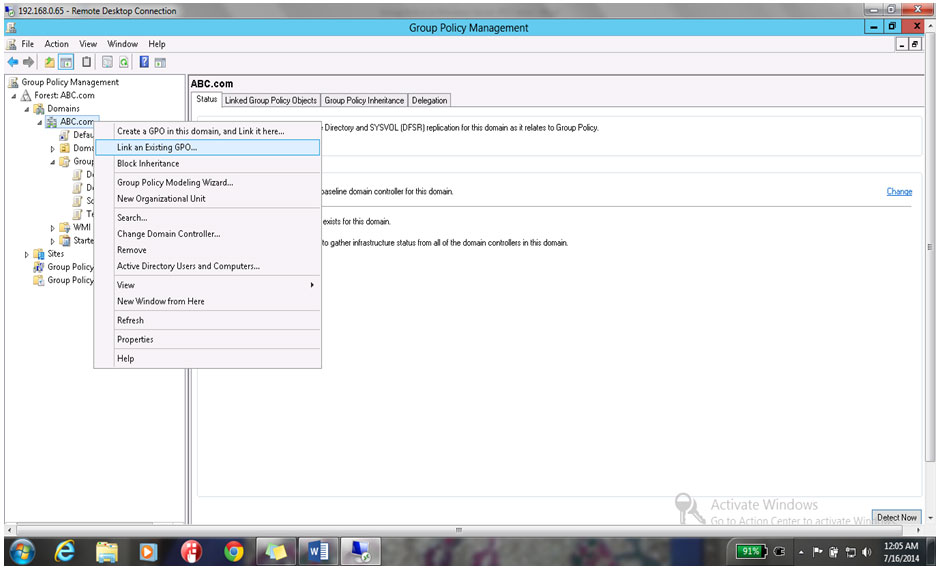 192.168.0.65 - Remote Desktop Connection
Group Policy Management
File Action View Window Help
Group Policy Management
Forest: ABC.com
Domains
ABC.com
Defau
Doma
Group
De
De
Sc
Te
WMI
Starte
Sites
Group Policy
Group Policy
Create a GPO in this domain, and Link it here...
Link an Existing GPO...
Block Inheritance
Group Policy Modeling Wizard...
New Organizational Unit
Search...
Change Domain Controller...
Remove
Active Directory Users and Computers...
View
New Window from Here
Refresh
Properties
Help
ABC.com
Status Linked Group Policy Objects Group Policy Inheritance Delegation
Directory and SYSVOL (DFSR) replication for this domain as it relates to Group Policy.
baseline domain controller for this domain.
Change
exists for this domain.
to gather infrastructure status from all of the domain controllers in this domain.
Activate Windows
Go to Action Center to activate Windows
Detect Now
91%
12:05 AM
7/16/2014